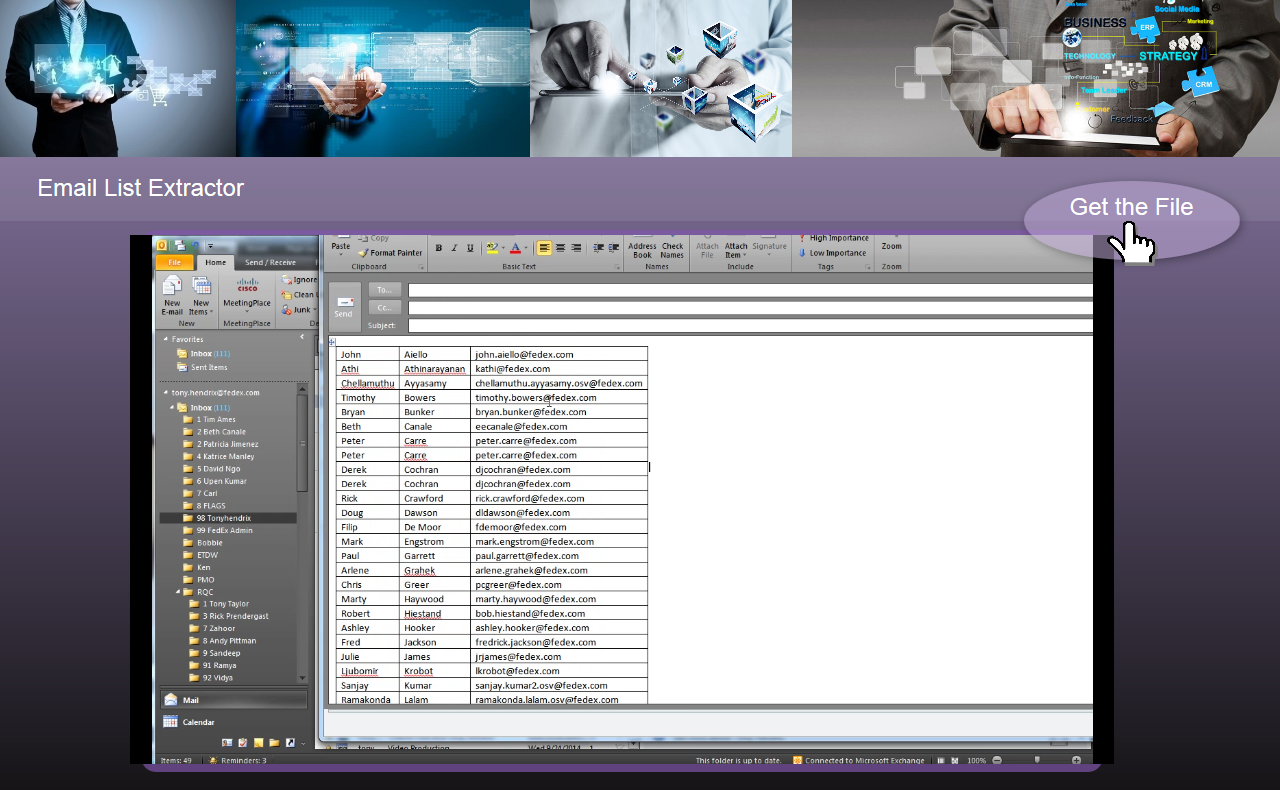 Social Media
BUSINESS
ERP
Marketing
TECHNOLOGY
STRATEGY
Team Leader
CRM
Feedback
Email List Extractor
Get the File
File
Home
Send / Receive
New
E-mail
New
Items
MeetingPlace
Ignore
Clean
Junk
New
MeetingPlace
Paste
Copy
Format Painter
Clipboard
B I U
Basic Text
Address
Book
Check
Names
Names
Attach
File
Attach
Item
Signature
Include
High Importance
Low Importance
Tags
Zoom
Zoom
Send
To...
Cc...
Subject:
Favorites
Inbox (111)
Sent Items
tony.hendrix@fedex.com
Inbox (111)
1 Tim Ames
2 Beth Canale
2 Patricia Jimenez
4 Katrice Manley
5 David Ngo
6 Upen Kumar
7 Carl
8 FLAGS
98 Tonyhendrix
99 FedEx Admin
Bobbie
ETDW
Ken
PMO
RQC
1 Tony Taylor
3 Rick Prendergast
7 Zahoor
8 Andy Pittman
9 Sandeep
91 Ramya
92 Vidya
Mail
Calendar
John Aiello john.aiello@fedex.com
Athi Athinarayanan kathi@fedex.com
Chellamuthu Ayyasamy chellamuthu.ayyasamy.osv@fedex.com
Timothy Bowers timothy.bowers@fedex.com
Bryan Bunker bryan.bunker@fedex.com
Beth Canale eecanale@fedex.com
Peter Carre peter.carre@fedex.com
Peter Carre peter.carre@fedex.com
Derek Cochran djcochran@fedex.com
Derek Cochran djcochran@fedex.com
Rick Crawford rick.crawford@fedex.com
Doug Dawson dldawson@fedex.com
Filip De Moor fdemoor@fedex.com
Mark Engstrom mark.engstrom@fedex.com
Paul Garrett paul.garrett@fedex.com
Arlene Grahek arlene.grahek@fedex.com
Chris Greer pcgreer@fedex.com
Marty Haywood marty.haywood@fedex.com
Robert Hiestand bob.hiestand@fedex.com
Ashley Hooker ashley.hooker@fedex.com
Fred Jackson fredrick.jackson@fedex.com
Julie James jrjames@fedex.com
Ljubomir Krobot lkrobot@fedex.com
Sanjay Kumar sanjay.kumar2.osv@fedex.com
Ramakonda Lalam ramakonda.lalam.osv@fedex.com
Items: 49
Reminders: 3
This folder is up to date.
Connected to Microsoft Exchange
100%